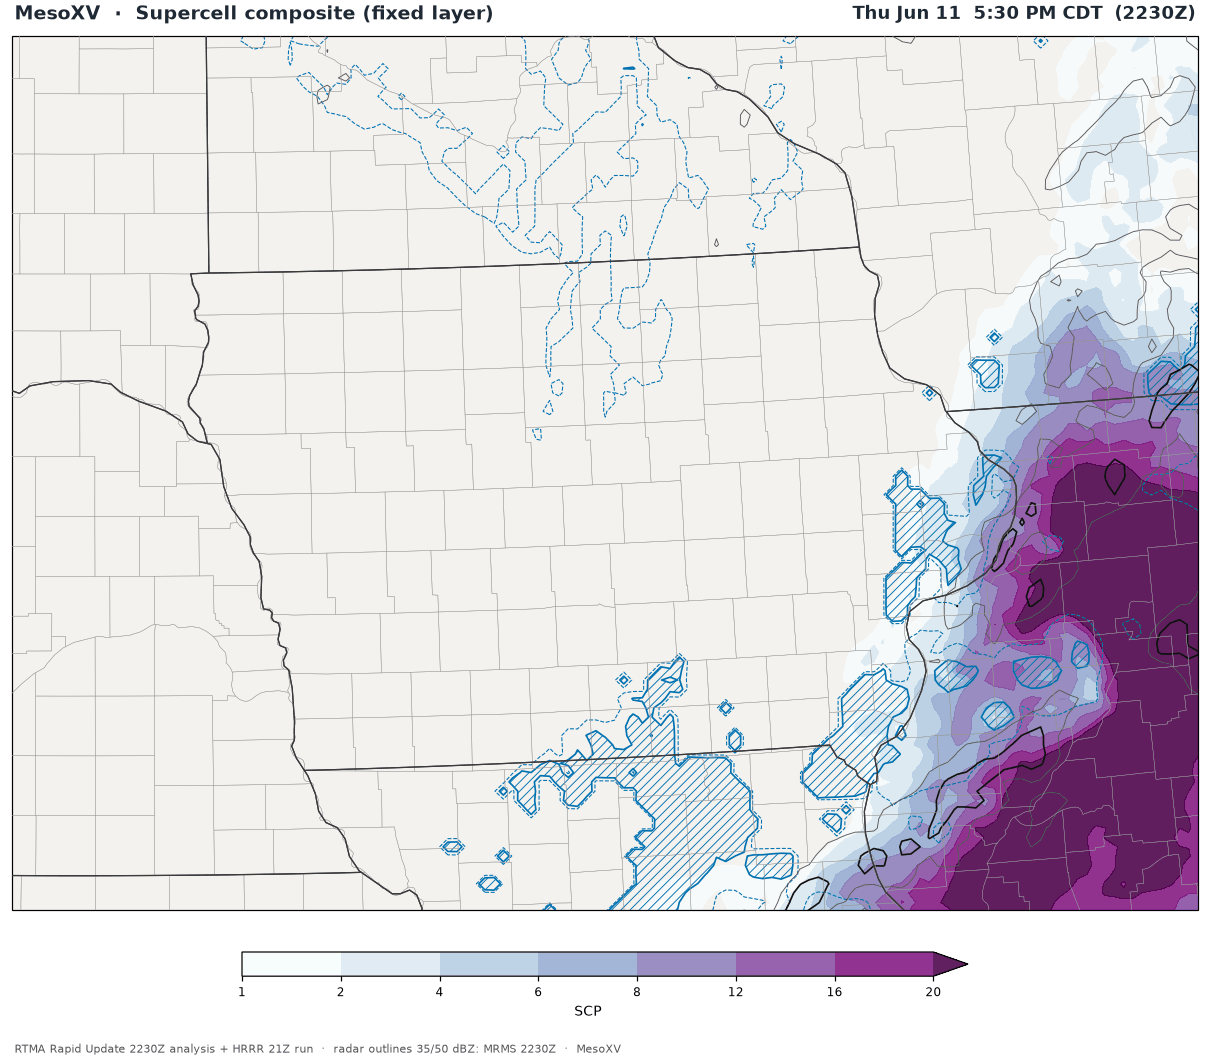 MesoXV · Supercell composite (fixed layer)
Thu Jun 11 5:30 PM CDT (2230Z)
1 2 4 6 8 12 16 20
SCP
RTMA Rapid Update 2230Z analysis + HRRR 21Z run · radar outlines 35/50 dBZ: MRMS 2230Z · MesoXV